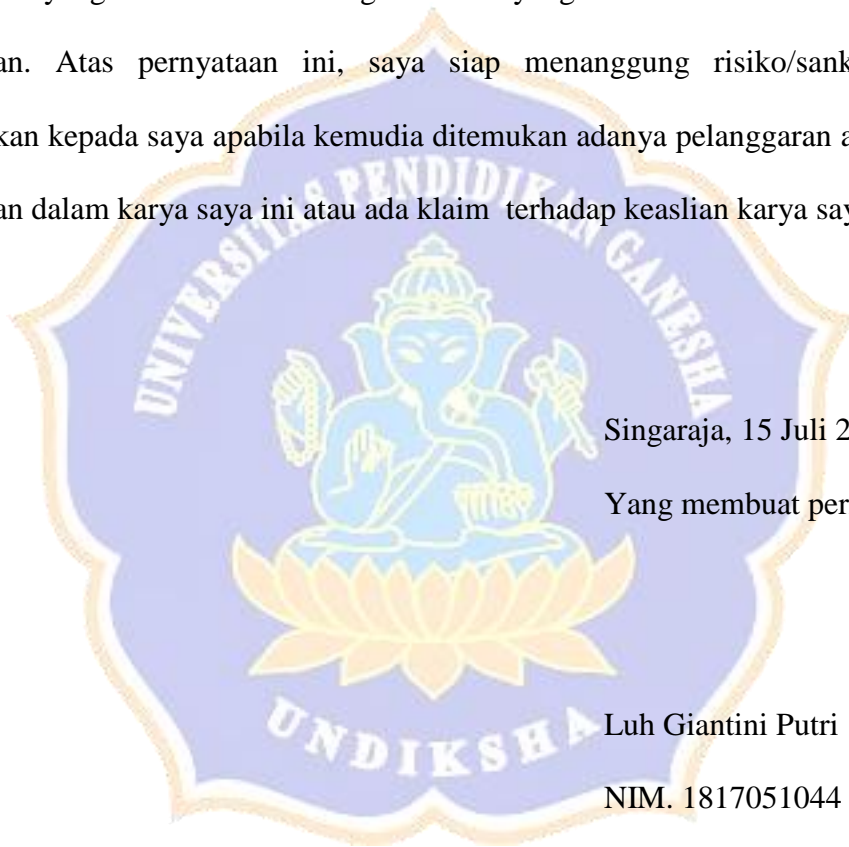 an. Atas pernyataan ini, saya siap menanggung risiko/sank
kan kepada saya apabila kemudia ditemukan adanya pelanggaran a
an dalam karya saya ini atau ada klaim terhadap keaslian karya say
UNIVERSITAS PENDIDIKAN GANESHA
Singaraja, 15 Juli 2
Yang membuat per
UNDIKSHA
Luh Giantini Putri
NIM. 1817051044